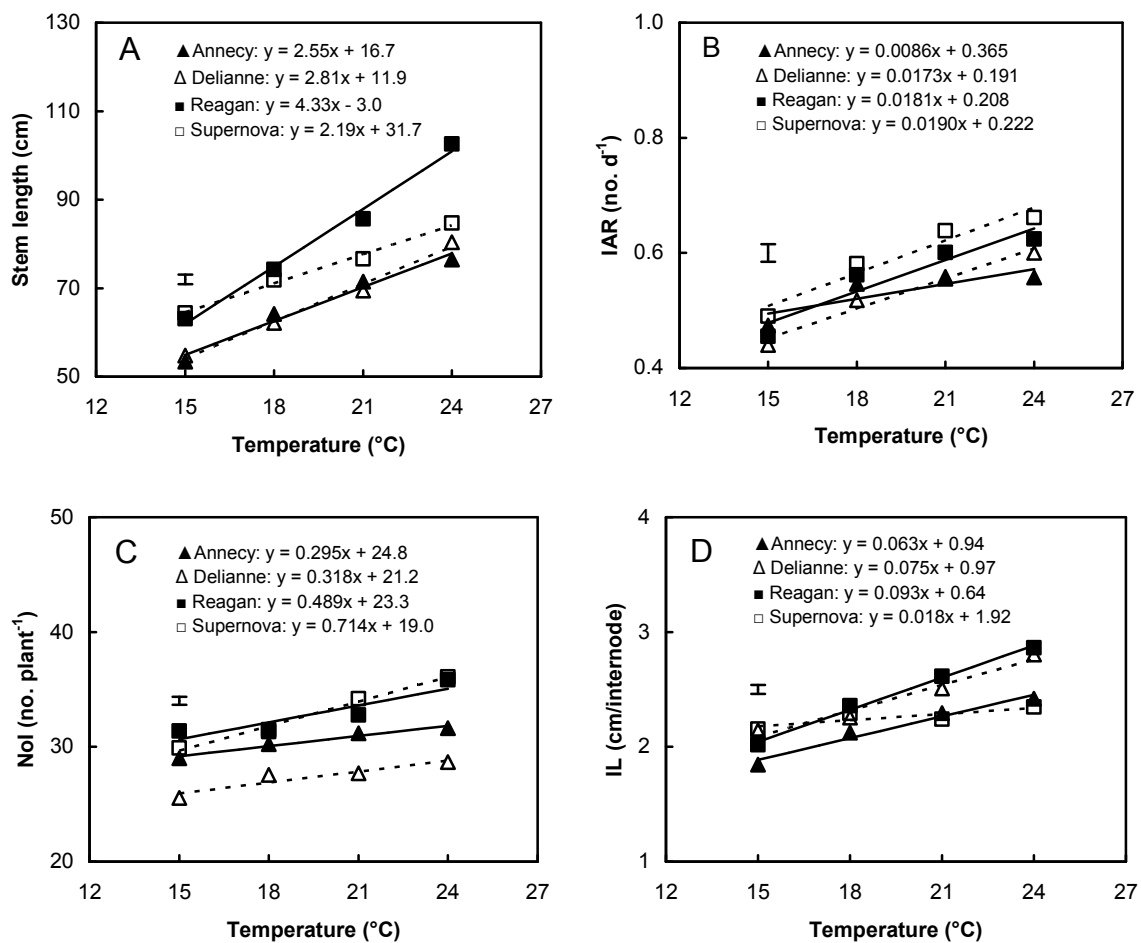 A
▲Annecy: y = 2.55x + 16.7
△ Delianne: y = 2.81x + 11.9
■ Reagan: y = 4.33x - 3.0
□ Supernova: y = 2.19x + 31.7
Stem length (cm)
130
110
90
70
50
12 15 18 21 24 27
Temperature (°C)
B
▲ Annecy: y = 0.0086x + 0.365
△ Delianne: y = 0.0173x + 0.191
■ Reagan: y = 0.0181x + 0.208
□ Supernova: y = 0.0190x + 0.222
IAR (no. d⁻¹)
1.0
0.8
0.6
0.4
12 15 18 21 24 27
Temperature (°C)
C
▲Annecy: y = 0.295x + 24.8
△ Delianne: y = 0.318x + 21.2
■ Reagan: y = 0.489x + 23.3
□ Supernova: y = 0.714x + 19.0
NoI (no. plant⁻¹)
50
40
30
20
12 15 18 21 24 27
Temperature (°C)
D
▲ Annecy: y = 0.063x + 0.94
△ Delianne: y = 0.075x + 0.97
■ Reagan: y = 0.093x + 0.64
□ Supernova: y = 0.018x + 1.92
IL (cm/internode)
4
3
2
1
12 15 18 21 24 27
Temperature (°C)